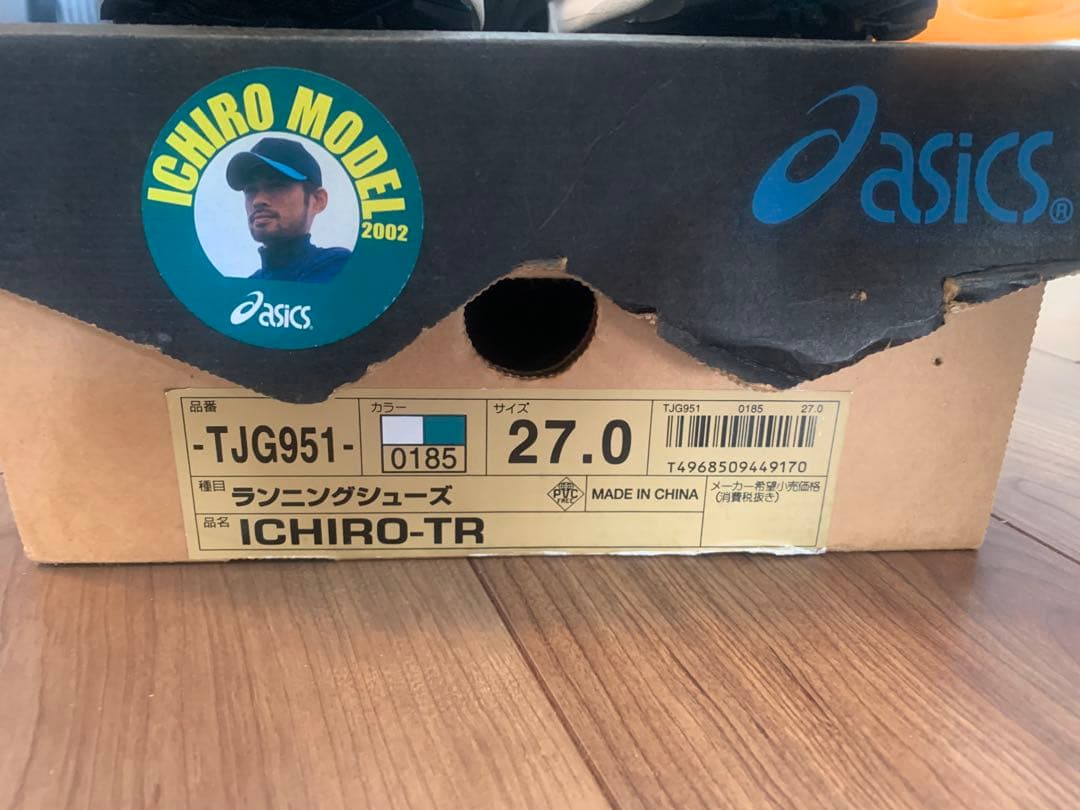 ICHIRO MODEL
2002
asics
asics®
品番
-TJG951-
カラー
0185
サイズ
27.0
TJG951 0185 27.0
T4968509449170
種目 ランニングシューズ
PVC
FREE
MADE IN CHINA
メーカー希望小売価格
(消費税抜き)
品名 ICHIRO-TR